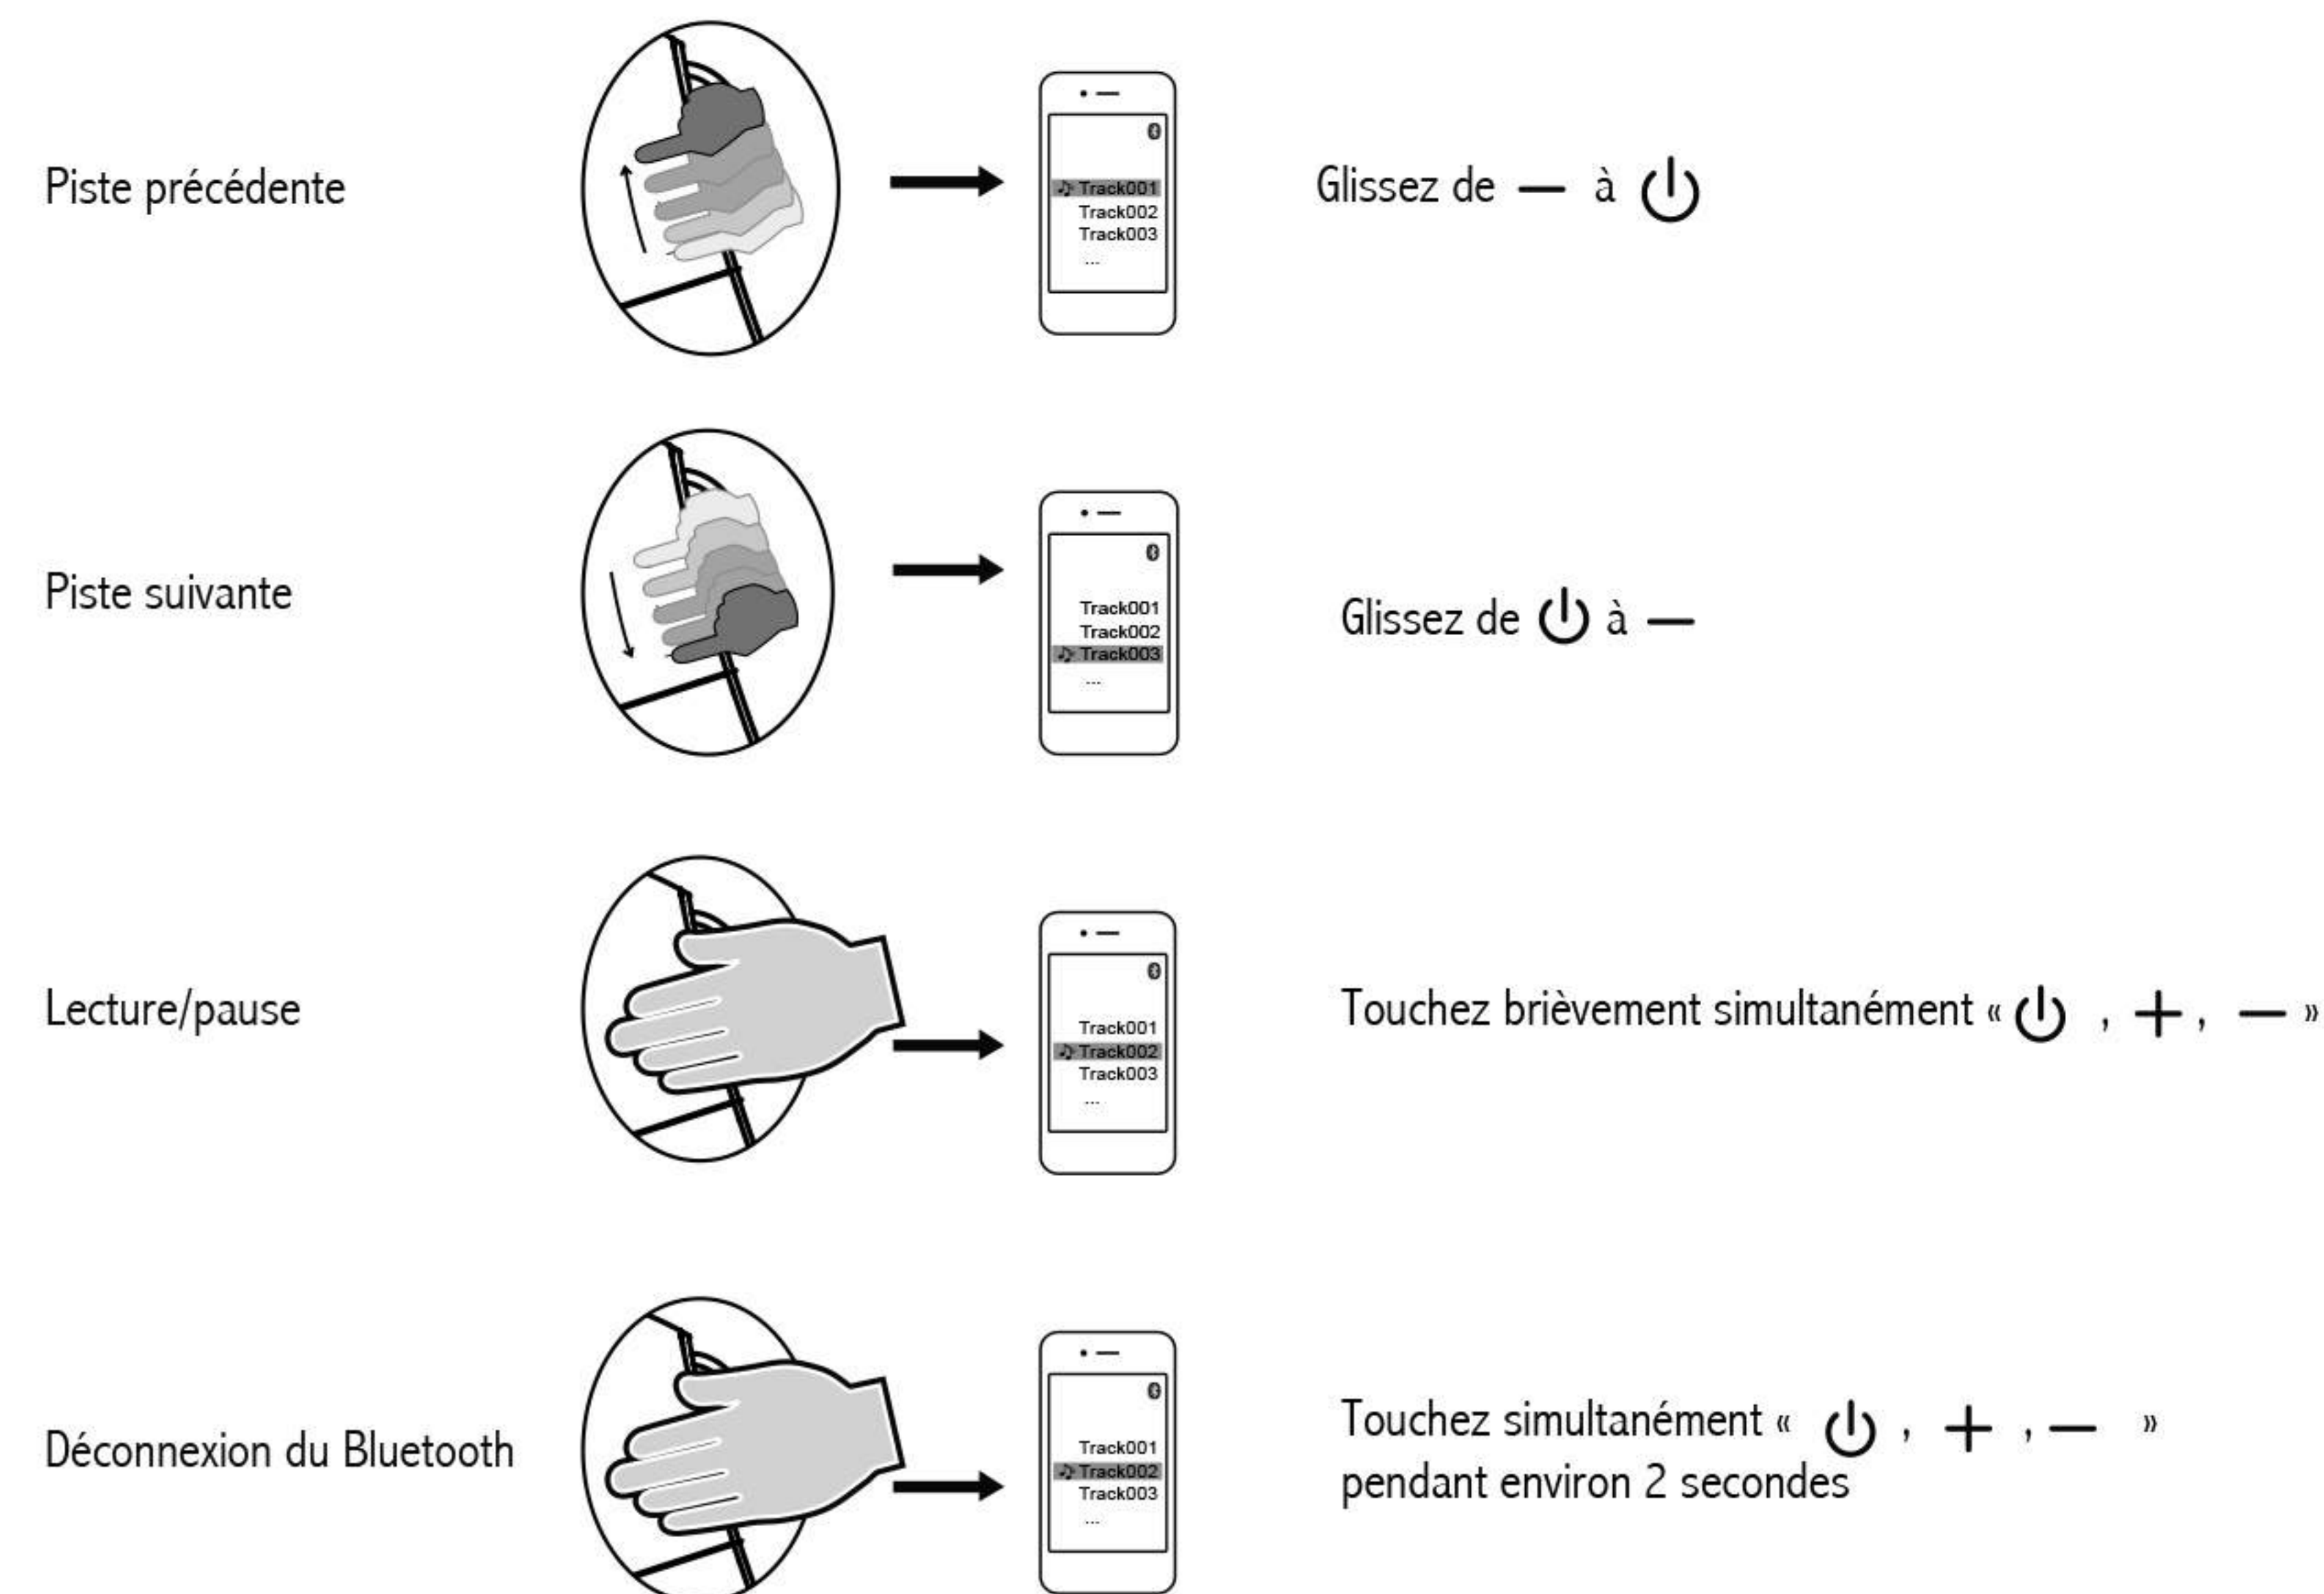 Piste précédente
Track001
Track002
Track003
...
Glissez de — à ⏻
Piste suivante
Track001
Track002
Track003
...
Glissez de ⏻ à —
Lecture/pause
Track001
Track002
Track003
...
Touchez brièvement simultanément « ⏻ , + , — »
Déconnexion du Bluetooth
Track001
Track002
Track003
...
Touchez simultanément « ⏻ , + , — »
pendant environ 2 secondes